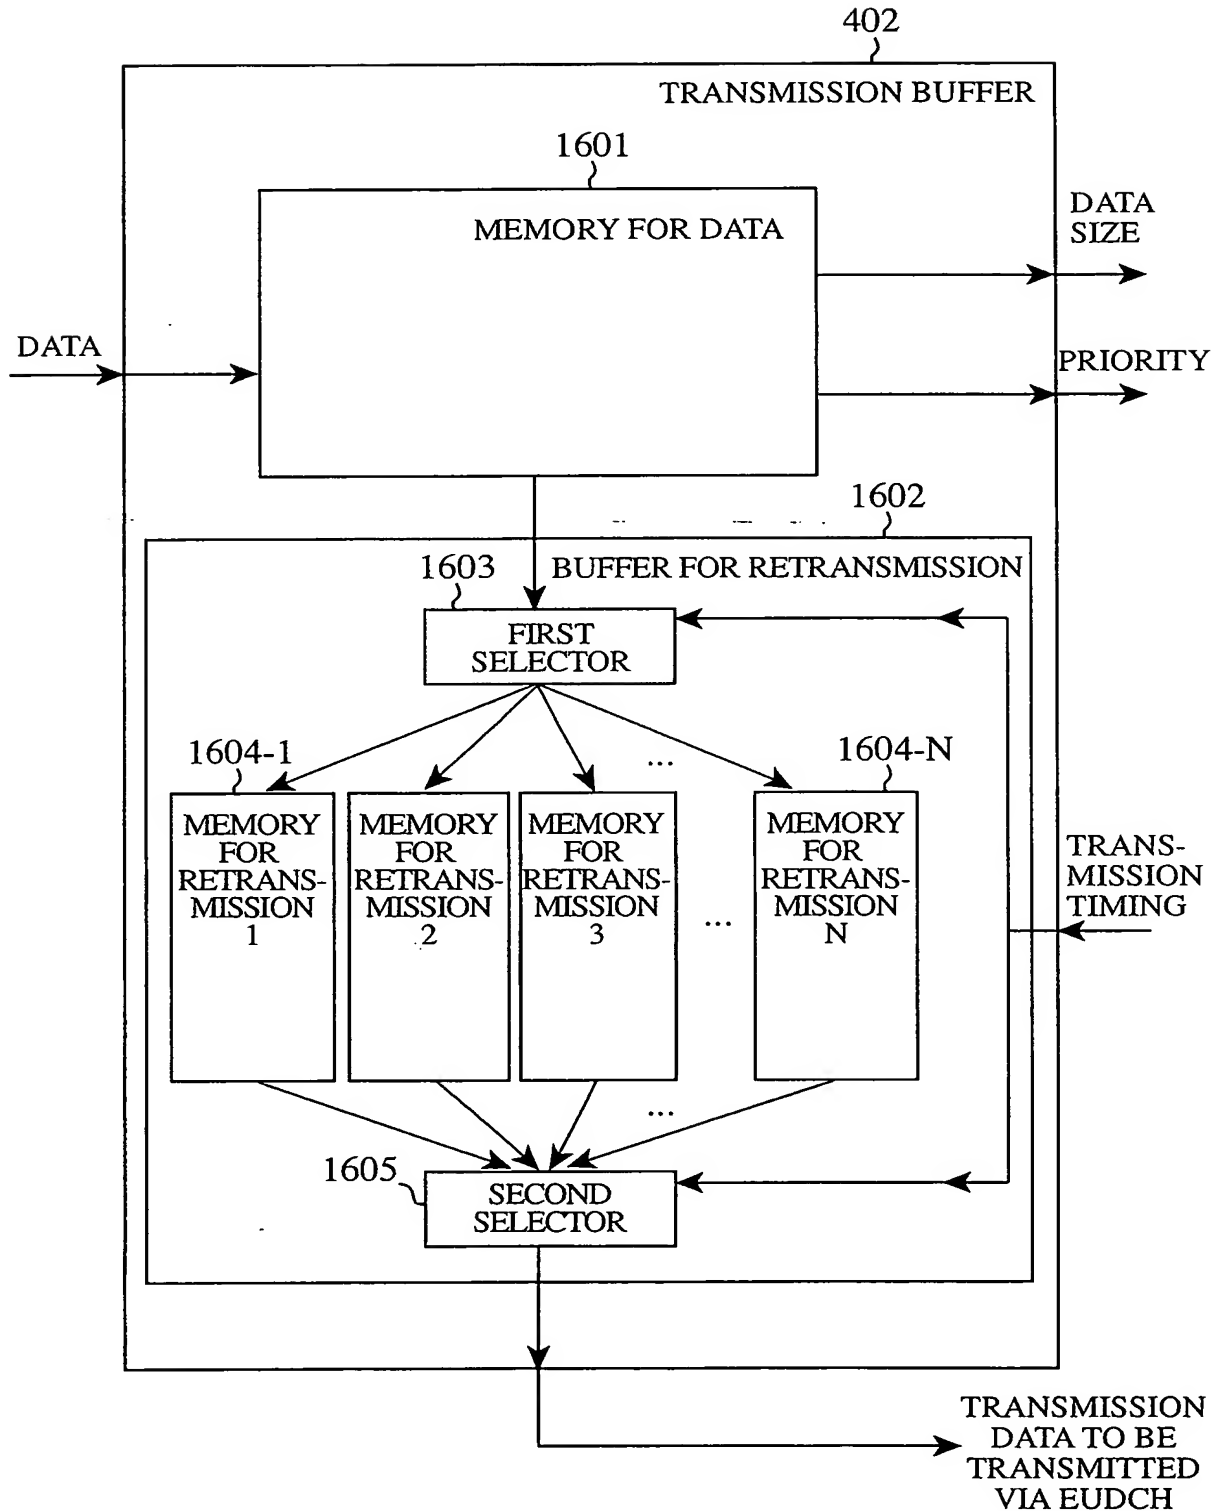 402
TRANSMISSION BUFFER
1601
MEMORY FOR DATA
DATA
SIZE
DATA
PRIORITY
1602
BUFFER FOR RETRANSMISSION
1603
FIRST
SELECTOR
1604-1
...
1604-N
MEMORY
FOR
RETRANS-
MISSION
1
MEMORY
FOR
RETRANS-
MISSION
2
MEMORY
FOR
RETRANS-
MISSION
3
...
MEMORY
FOR
RETRANS-
MISSION
N
TRANS-
MISSION
TIMING
...
1605
SECOND
SELECTOR
TRANSMISSION
DATA TO BE
TRANSMITTED
VIA EUDCH